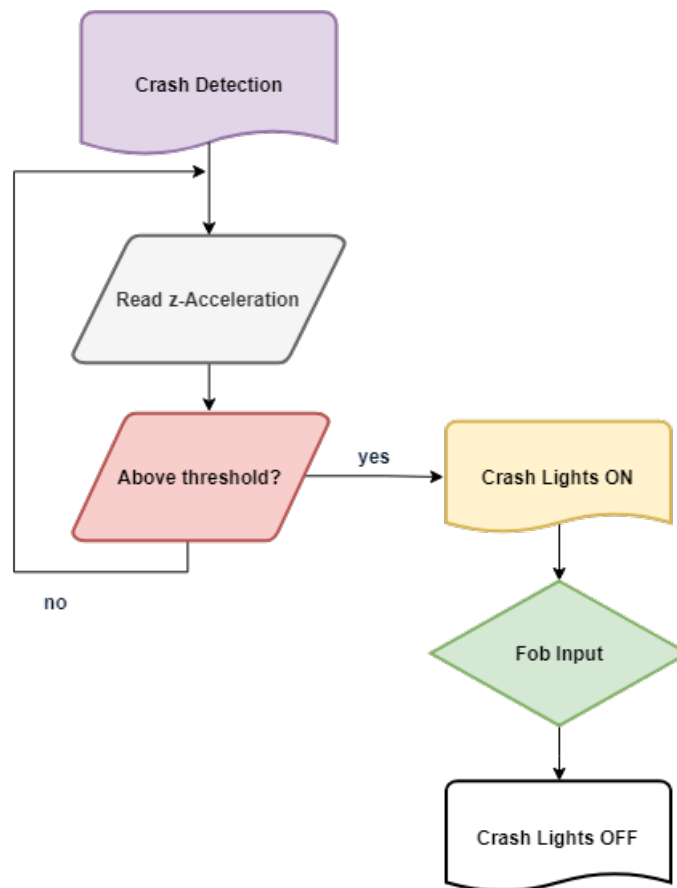 Crash Detection
Read z-Acceleration
Above threshold?
yes
Crash Lights ON
no
Fob Input
Crash Lights OFF